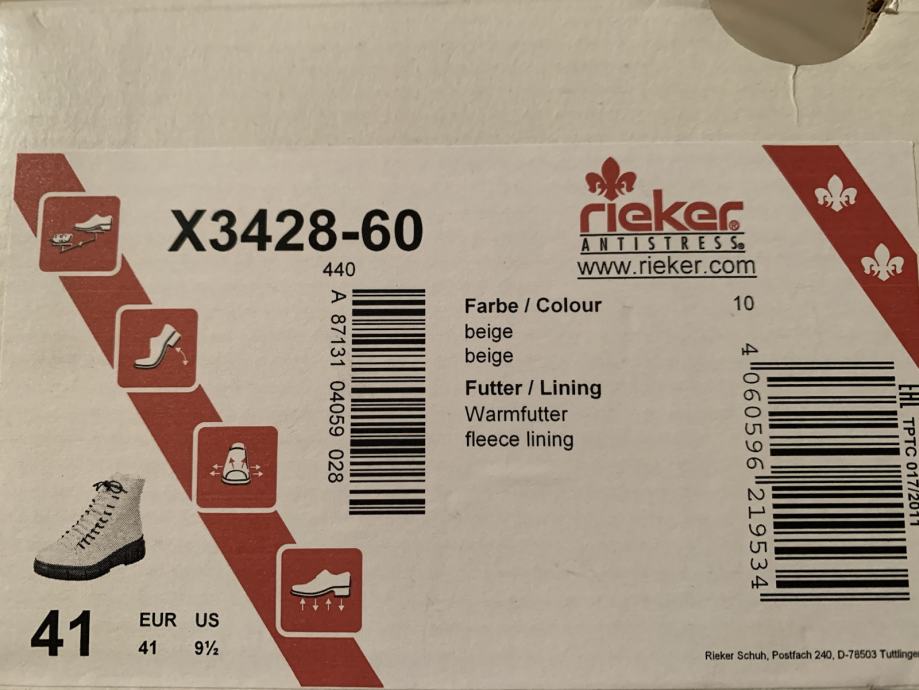 X3428-60
440
A 87131 04059 028
rieker®
ANTISTRESS®
www.rieker.com
Farbe / Colour
10
beige
beige
Futter / Lining
Warmfutter
fleece lining
4 060596 219534
EAC TPTC 017/2011
41
EUR US
41 9½
Rieker Schuh, Postfach 240, D-78503 Tuttlingen